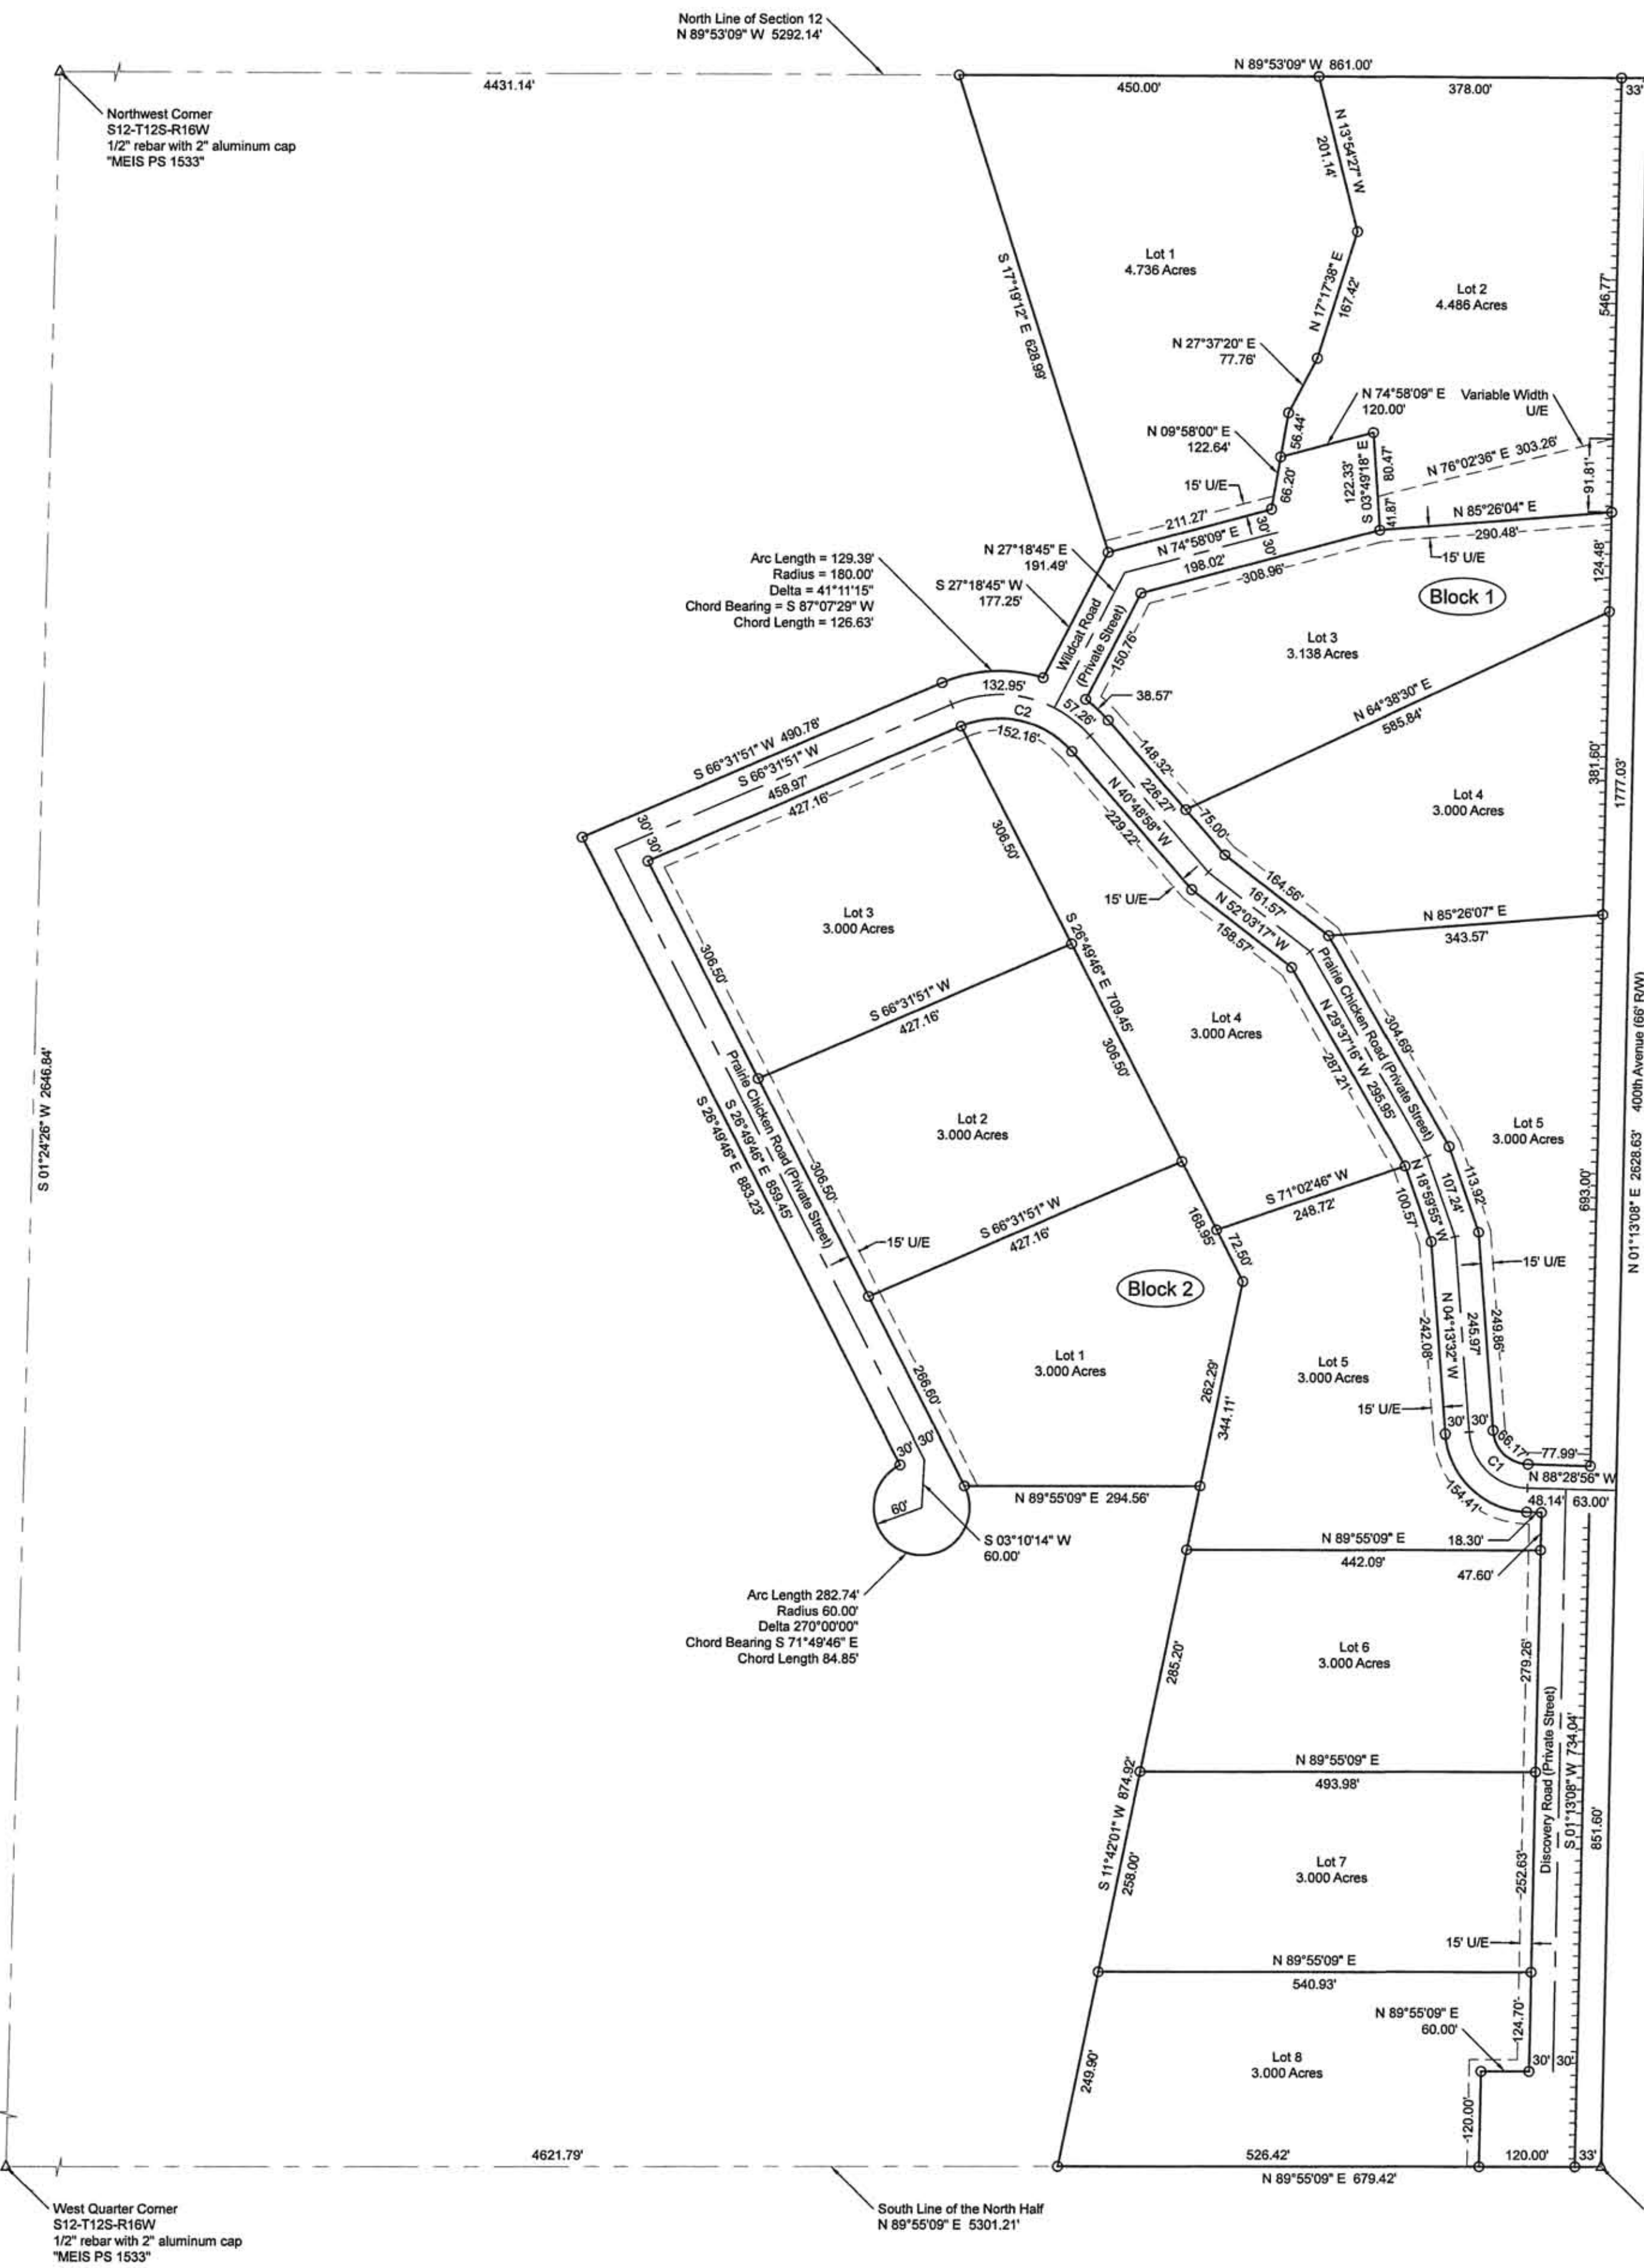 North Line of Section 12
N 89°53'09" W 5292.14'
4431.14'
N 89°53'09" W 861.00'
450.00'
378.00'
33'
Northwest Corner
S12-T12S-R16W
1/2" rebar with 2" aluminum cap
"MEIS PS 1533"
N 13°54'27" W
201.14'
Lot 1
4.736 Acres
S 17°19'12" E 628.99'
N 17°17'38" E
167.42'
Lot 2
4.486 Acres
546.77'
N 27°37'20" E
77.76'
N 74°58'09" E
120.00'
Variable Width
U/E
N 09°58'00" E
122.64'
56.44'
66.20'
15' U/E
S 03°49'18" E
122.33'
80.47'
41.87'
N 76°02'36" E 303.26'
91.81'
211.27'
N 74°58'09" E
30' 30'
198.02'
308.96'
N 85°26'04" E
290.48'
15' U/E
124.48'
Block 1
Arc Length = 129.39'
Radius = 180.00'
Delta = 41°11'15"
Chord Bearing = S 87°07'29" W
Chord Length = 126.63'
N 27°18'45" E
191.49'
S 27°18'45" W
177.25'
Wildcat Road
(Private Street)
150.76'
Lot 3
3.138 Acres
132.95'
C2
57.26'
38.57'
152.16'
N 64°38'30" E
585.84'
S 66°31'51" W 490.78'
S 66°31'51" W
458.97'
427.16'
30' 30'
148.32'
226.27'
N 40°48'58" W
229.22'
75.00'
381.60'
1777.03'
Lot 4
3.000 Acres
306.50'
15' U/E
164.56'
161.57'
N 52°03'17" W
158.57'
Lot 3
3.000 Acres
N 85°26'07" E
343.57'
306.50'
S 26°49'46" E 709.45'
S 66°31'51" W
427.16'
Prairie Chicken Road (Private Street)
304.69'
N 29°37'16" W 295.95'
287.21'
Lot 4
3.000 Acres
306.50'
S 01°24'26" W 2646.84'
400th Avenue (66' R/W)
N 01°13'08" E 2628.63'
Prairie Chicken Road (Private Street)
S 26°49'46" E 859.45'
S 26°49'46" E 883.23'
Lot 2
3.000 Acres
Lot 5
3.000 Acres
306.50'
113.92'
107.24'
N 18°59'55" W
100.57'
693.00'
S 71°02'46" W
248.72'
S 66°31'51" W
427.16'
168.95'
72.50'
15' U/E
15' U/E
Block 2
249.86'
245.97'
N 04°13'32" W
242.08'
Lot 1
3.000 Acres
Lot 5
3.000 Acres
262.29'
344.11'
266.60'
15' U/E
30' 30'
66.17'
77.99'
C1
N 88°28'56" W
154.41'
48.14'
63.00'
30' 30'
60'
N 89°55'09" E 294.56'
S 03°10'14" W
60.00'
N 89°55'09" E
442.09'
18.30'
47.60'
Arc Length 282.74'
Radius 60.00'
Delta 270°00'00"
Chord Bearing S 71°49'46" E
Chord Length 84.85'
285.20'
Lot 6
3.000 Acres
279.26'
Discovery Road (Private Street)
S 01°13'08" W 734.04'
851.60'
N 89°55'09" E
493.98'
S 11°42'01" W 874.92'
258.00'
Lot 7
3.000 Acres
252.63'
15' U/E
N 89°55'09" E
540.93'
N 89°55'09" E
60.00'
124.70'
249.90'
Lot 8
3.000 Acres
30' 30'
120.00'
4621.79'
526.42'
120.00'
33'
N 89°55'09" E 679.42'
West Quarter Corner
S12-T12S-R16W
1/2" rebar with 2" aluminum cap
"MEIS PS 1533"
South Line of the North Half
N 89°55'09" E 5301.21'